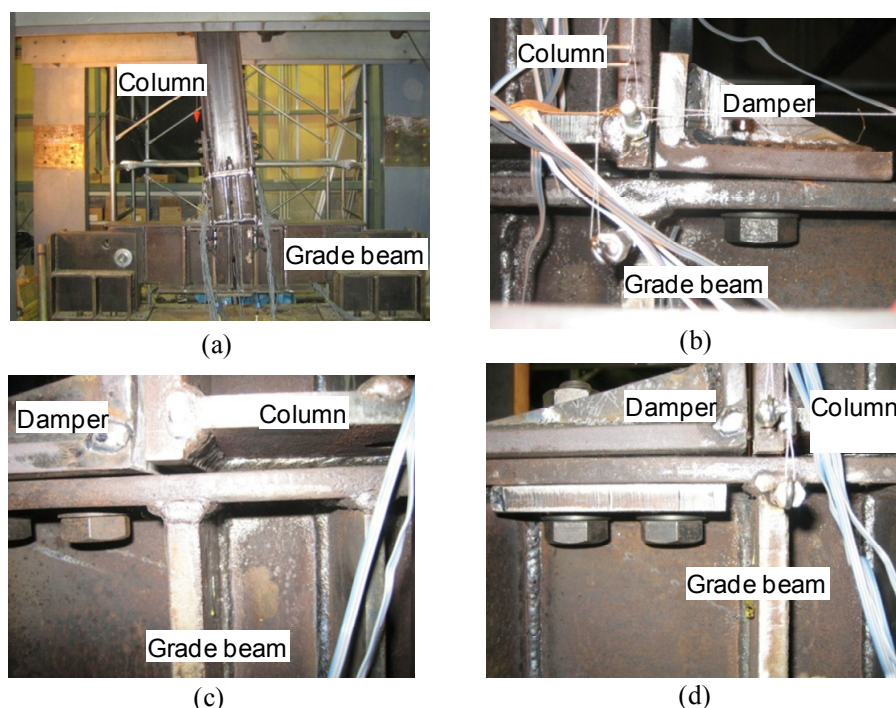 Column
Grade beam
(a)
Column
Damper
Grade beam
(b)
Damper
Column
Grade beam
(c)
Damper
Column
Grade beam
(d)